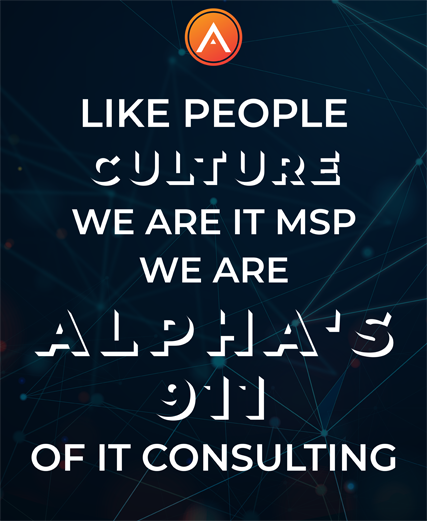 LIKE PEOPLE
CULTURE
WE ARE IT MSP
WE ARE
ALPHA'S
911
OF IT CONSULTING